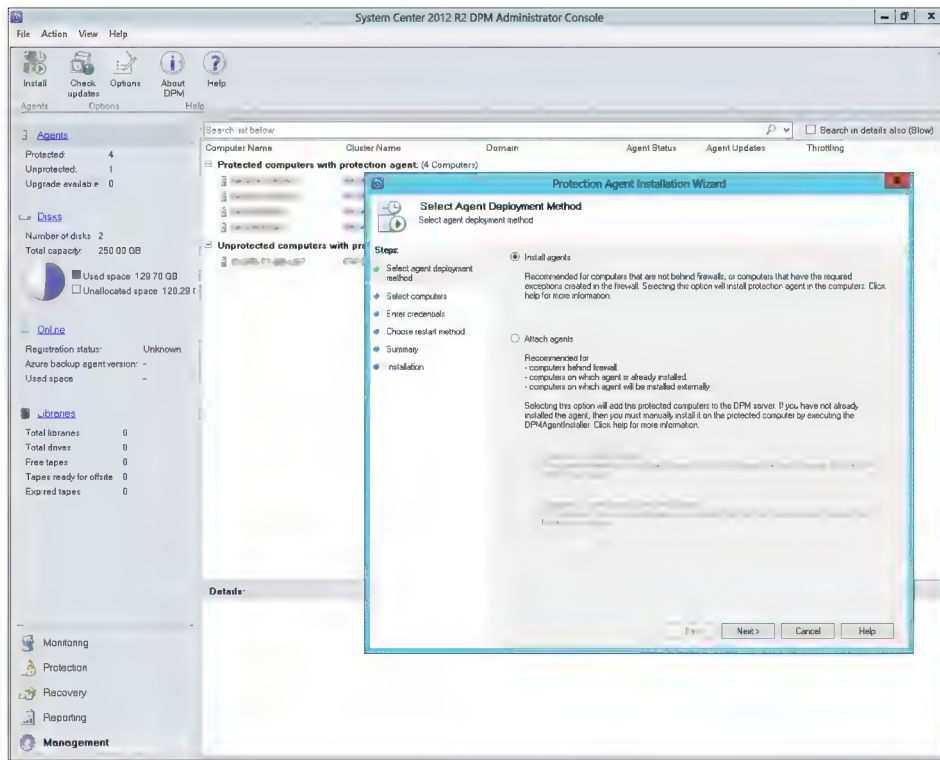 System Center 2012 R2 DPM Administrator Console
File Action View Help
Install
Check updates
Options
About DPM
Help
Agents
Options
Help
Agents
Protected: 4
Unprotected: 1
Upgrade available 0
Disks
Number of disks 2
Total capacity: 250.00 GB
Used space: 129.70 GB
Unallocated space
Online
Registration status: Unknown
Azure backup agent version: -
Used space -
Libraries
Total libraries 0
Total drives 0
Free tapes 0
Tapes ready for offsite 0
Expired tapes 0
Monitoring
Protection
Recovery
Reporting
Management
Search list below
Search in details also (Slow)
Computer Name Cluster Name Domain Agent Status Agent Updates Throttling
Protected computers with protection agent: (4 Computers)
Unprotected computers with
Details:
Protection Agent Installation Wizard
Select Agent Deployment Method
Select agent deployment method
Steps:
Select agent deployment
method
Select computers
Enter credentials
Choose restart method
Summary
Installation
Install agents
Recommended for computers that are not behind firewalls, or computers that have the required
exceptions created in the firewall. Selecting this option will install protection agent in the computers. Click
help for more information.
Attach agents
Recommended for
- computers behind firewall.
- computers on which agent is already installed.
- computers on which agent will be installed externally
Selecting this option will add the protected computers to the DPM server. If you have not already
installed the agent, then you must manually install it on the protected computer by executing the
DPMAgentInstaller. Click help for more information.
Next >
Cancel
Help